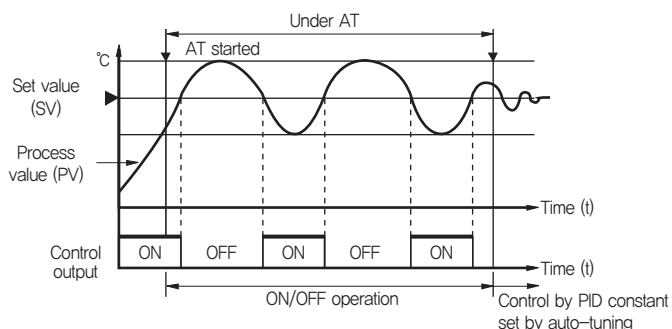 Under AT
℃
AT started
Set value
(SV)
Process
value (PV)
Time (t)
Control
output
ON
OFF
ON
OFF
ON
Time (t)
ON/OFF operation
Control by PID constant
set by auto-tuning